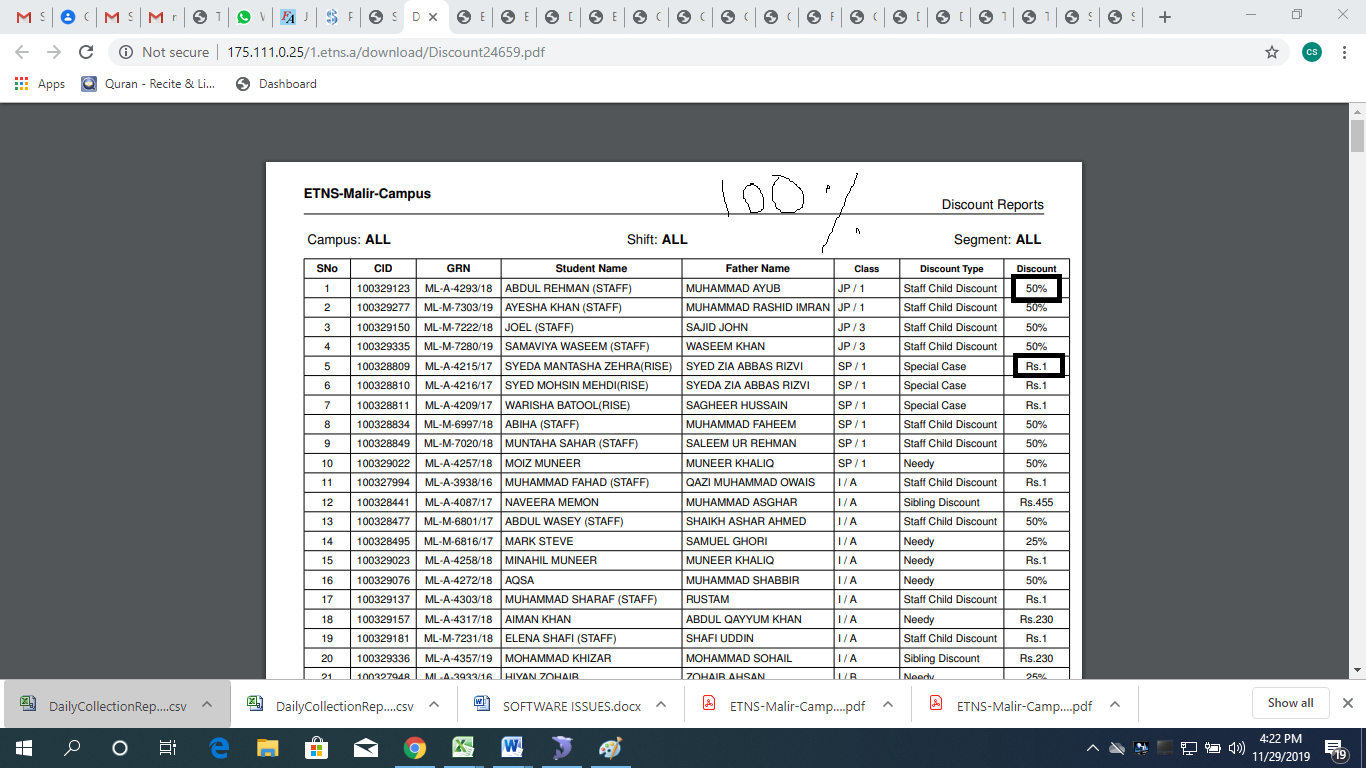 S C S r T V J F S D E E D E C C C C F C D D T T S S
Not secure 175.111.0.25/1.etns.a/download/Discount24659.pdf CS
Apps Quran - Recite & Li... Dashboard
100%
ETNS-Malir-Campus
Discount Reports
Campus: ALL Shift: ALL Segment: ALL
SNo CID GRN Student Name Father Name Class Discount Type Discount
1 100329123 ML-A-4293/18 ABDUL REHMAN (STAFF) MUHAMMAD AYUB JP / 1 Staff Child Discount 50%
2 100329277 ML-M-7303/19 AYESHA KHAN (STAFF) MUHAMMAD RASHID IMRAN JP / 1 Staff Child Discount 50%
3 100329150 ML-M-7222/18 JOEL (STAFF) SAJID JOHN JP / 3 Staff Child Discount 50%
4 100329335 ML-M-7280/19 SAMAVIYA WASEEM (STAFF) WASEEM KHAN JP / 3 Staff Child Discount 50%
5 100328809 ML-A-4215/17 SYEDA MANTASHA ZEHRA(RISE) SYED ZIA ABBAS RIZVI SP / 1 Special Case Rs.1
6 100328810 ML-A-4216/17 SYED MOHSIN MEHDI(RISE) SYEDA ZIA ABBAS RIZVI SP / 1 Special Case Rs.1
7 100328811 ML-A-4209/17 WARISHA BATOOL(RISE) SAGHEER HUSSAIN SP / 1 Special Case Rs.1
8 100328834 ML-M-6997/18 ABIHA (STAFF) MUHAMMAD FAHEEM SP / 1 Staff Child Discount 50%
9 100328849 ML-M-7020/18 MUNTAHA SAHAR (STAFF) SALEEM UR REHMAN SP / 1 Staff Child Discount 50%
10 100329022 ML-A-4257/18 MOIZ MUNEER MUNEER KHALIQ SP / 1 Needy 50%
11 100327994 ML-A-3938/16 MUHAMMAD FAHAD (STAFF) QAZI MUHAMMAD OWAIS I / A Staff Child Discount Rs.1
12 100328441 ML-A-4087/17 NAVEERA MEMON MUHAMMAD ASGHAR I / A Sibling Discount Rs.455
13 100328477 ML-M-6801/17 ABDUL WASEY (STAFF) SHAIKH ASHAR AHMED I / A Staff Child Discount 50%
14 100328495 ML-M-6816/17 MARK STEVE SAMUEL GHORI I / A Needy 25%
15 100329023 ML-A-4258/18 MINAHIL MUNEER MUNEER KHALIQ I / A Needy Rs.1
16 100329076 ML-A-4272/18 AQSA MUHAMMAD SHABBIR I / A Needy 50%
17 100329137 ML-A-4303/18 MUHAMMAD SHARAF (STAFF) RUSTAM I / A Staff Child Discount Rs.1
18 100329157 ML-A-4317/18 AIMAN KHAN ABDUL QAYYUM KHAN I / A Needy Rs.230
19 100329181 ML-M-7231/18 ELENA SHAFI (STAFF) SHAFI UDDIN I / A Staff Child Discount Rs.1
20 100329336 ML-A-4357/19 MOHAMMAD KHIZAR MOHAMMAD SOHAIL I / A Sibling Discount Rs.230
21 100327948 ML-A-3933/16 HIYAN ZOHAIB ZOHAIB AHSAN I / B Needy 25%
DailyCollectionRep....csv DailyCollectionRep....csv SOFTWARE ISSUES.docx ETNS-Malir-Camp....pdf ETNS-Malir-Camp....pdf Show all
4:22 PM
11/29/2019
19